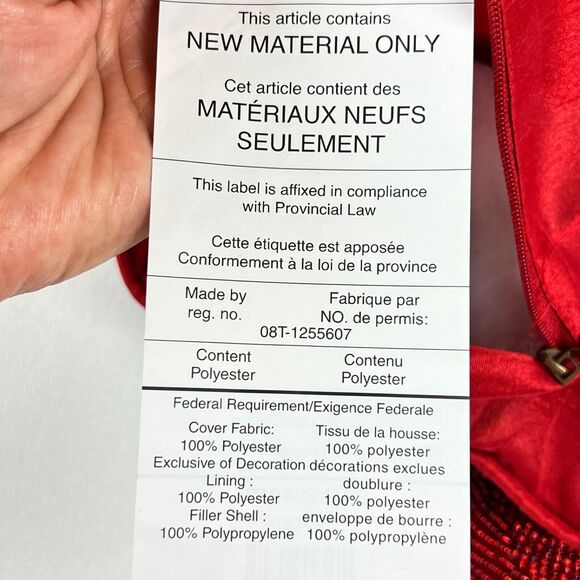 This article contains
NEW MATERIAL ONLY
Cet article contient des
MATÉRIAUX NEUFS
SEULEMENT
This label is affixed in compliance
with Provincial Law
Cette étiquette est apposée
Conformement à la loi de la province
Made by Fabrique par
reg. no. NO. de permis:
08T-1255607
Content Contenu
Polyester Polyester
Federal Requirement/Exigence Federale
Cover Fabric: Tissu de la housse:
100% Polyester 100% polyester
Exclusive of Decoration décorations exclues
Lining : doublure :
100% Polyester 100% polyester
Filler Shell : enveloppe de bourre :
100% Polypropylene 100% polypropylène